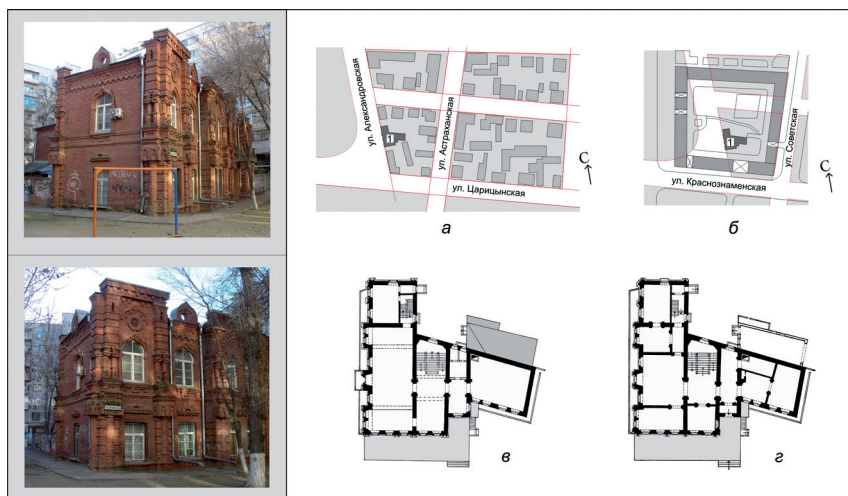 ул. Александровская
1
ул. Астраханская
ул. Царицынская
С
а
1
ул. Советская
ул. Краснознаменская
С
б
в
г